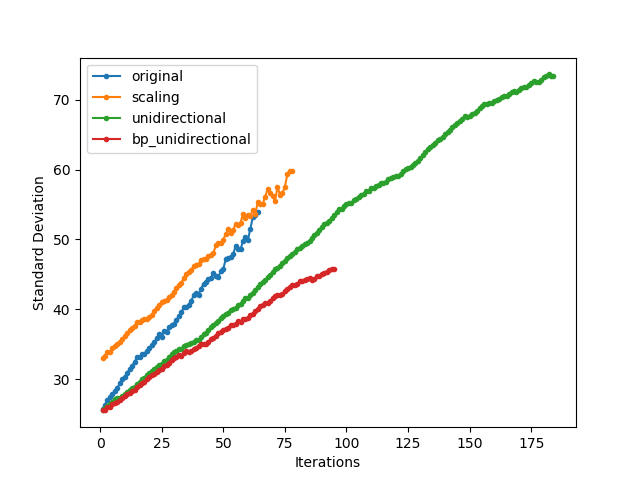 original
scaling
unidirectional
bp_unidirectional
70
60
50
40
30
Standard Deviation
0 25 50 75 100 125 150 175
Iterations